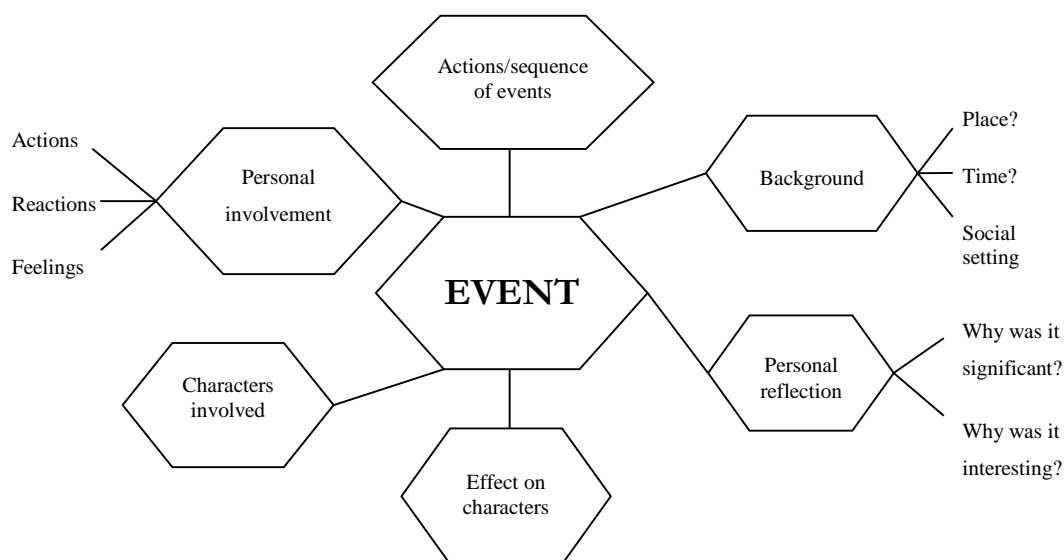 Actions/sequence
of events
Actions
Reactions
Feelings
Personal
involvement
Background
Place?
Time?
Social
setting
EVENT
Characters
involved
Personal
reflection
Why was it
significant?
Why was it
interesting?
Effect on
characters